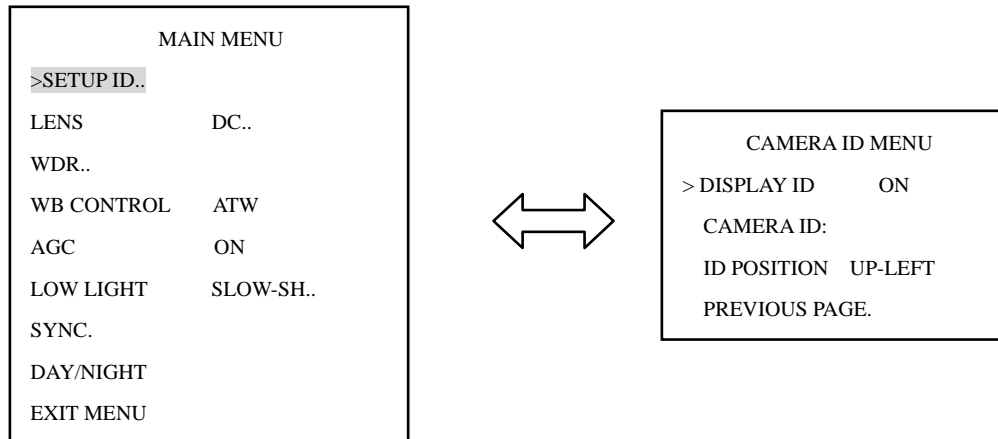 MAIN MENU
>SETUP ID..
LENS DC..
WDR..
WB CONTROL ATW
AGC ON
LOW LIGHT SLOW-SH..
SYNC.
DAY/NIGHT
EXIT MENU
CAMERA ID MENU
> DISPLAY ID ON
CAMERA ID:
ID POSITION UP-LEFT
PREVIOUS PAGE.